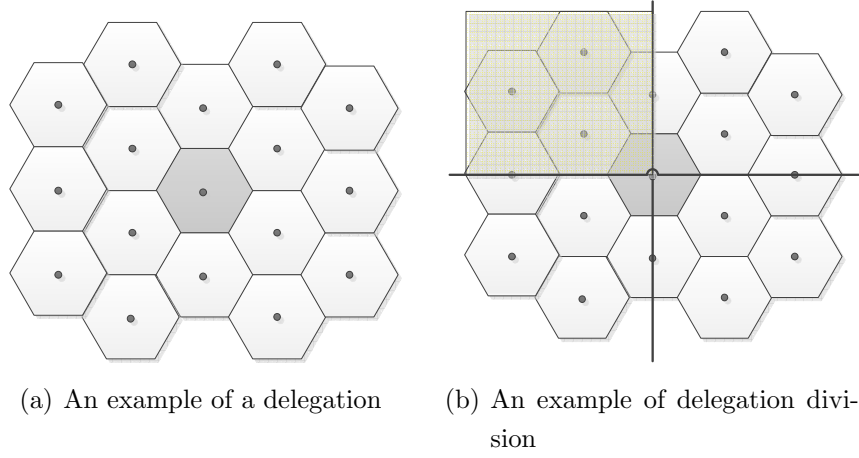 (a) An example of a delegation
(b) An example of delegation divi-
sion